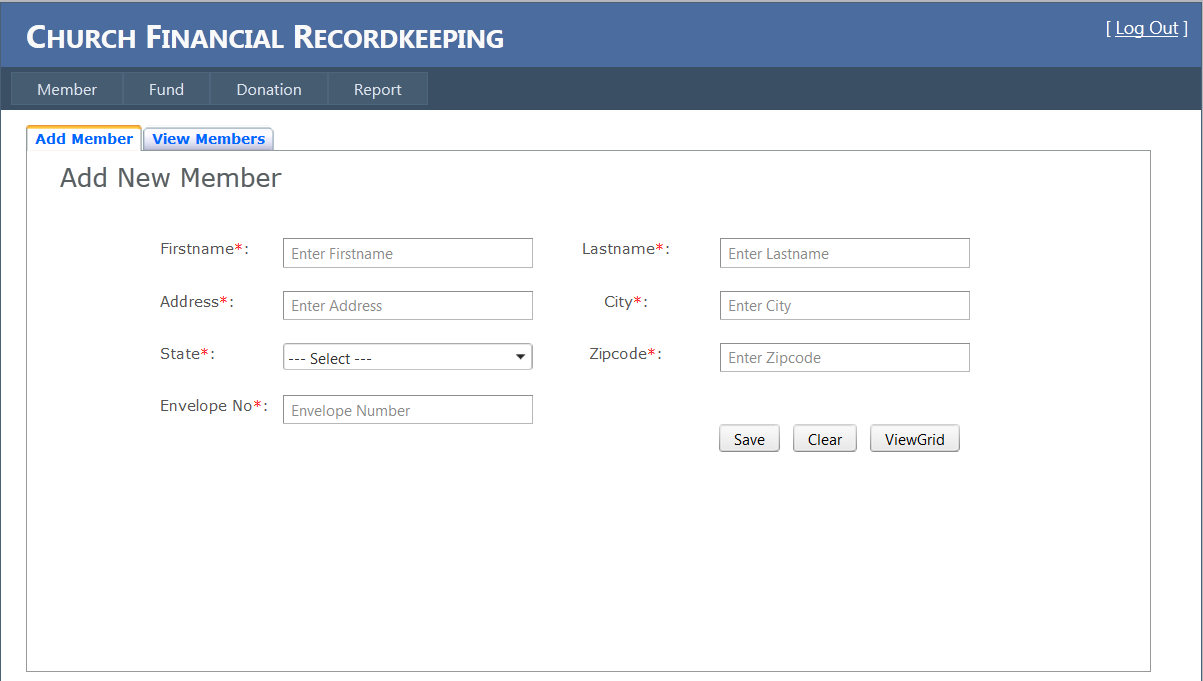 CHURCH FINANCIAL RECORDKEEPING
[ Log Out ]
Member Fund Donation Report
Add Member View Members
Add New Member
Firstname*: Enter Firstname Lastname*: Enter Lastname
Address*: Enter Address City*: Enter City
State*: --- Select --- Zipcode*: Enter Zipcode
Envelope No*: Envelope Number
Save Clear ViewGrid